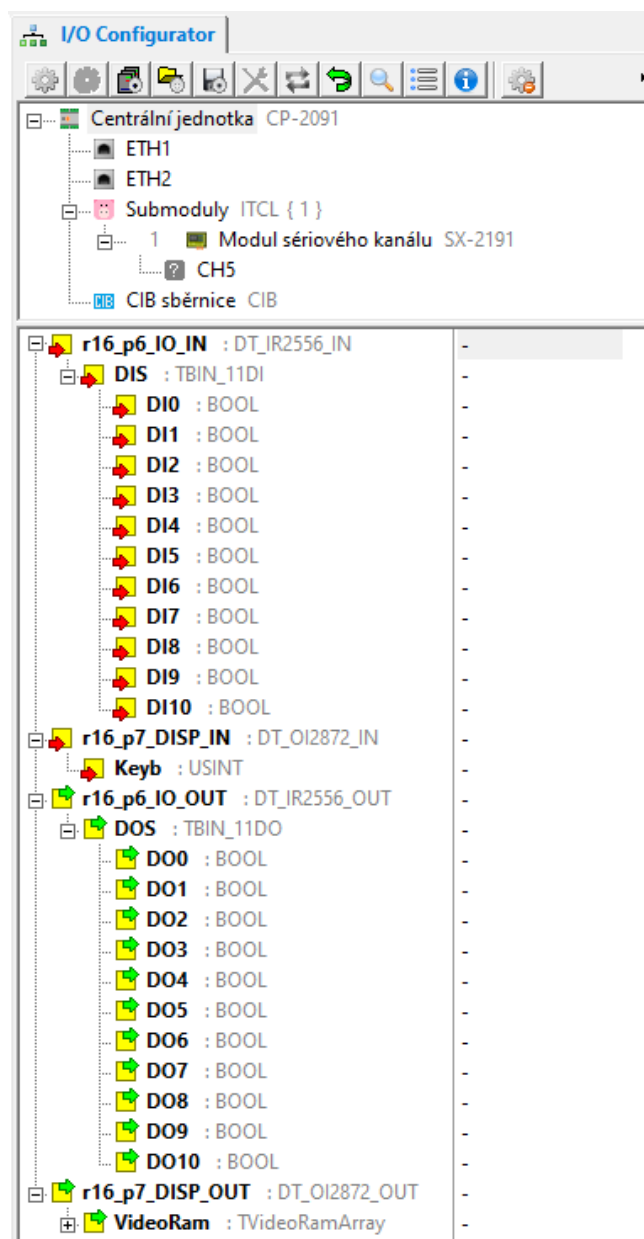 I/O Configurator
Centrální jednotka CP-2091
ETH1
ETH2
Submoduly ITCL { 1 }
1 Modul sériového kanálu SX-2191
? CH5
CIB CIB sběrnice CIB
r16_p6_IO_IN : DT_IR2556_IN -
DIS : TBIN_11DI -
DI0 : BOOL -
DI1 : BOOL -
DI2 : BOOL -
DI3 : BOOL -
DI4 : BOOL -
DI5 : BOOL -
DI6 : BOOL -
DI7 : BOOL -
DI8 : BOOL -
DI9 : BOOL -
DI10 : BOOL -
r16_p7_DISP_IN : DT_OI2872_IN -
Keyb : USINT -
r16_p6_IO_OUT : DT_IR2556_OUT -
DOS : TBIN_11DO -
DO0 : BOOL -
DO1 : BOOL -
DO2 : BOOL -
DO3 : BOOL -
DO4 : BOOL -
DO5 : BOOL -
DO6 : BOOL -
DO7 : BOOL -
DO8 : BOOL -
DO9 : BOOL -
DO10 : BOOL -
r16_p7_DISP_OUT : DT_OI2872_OUT -
VideoRam : TVideoRamArray -